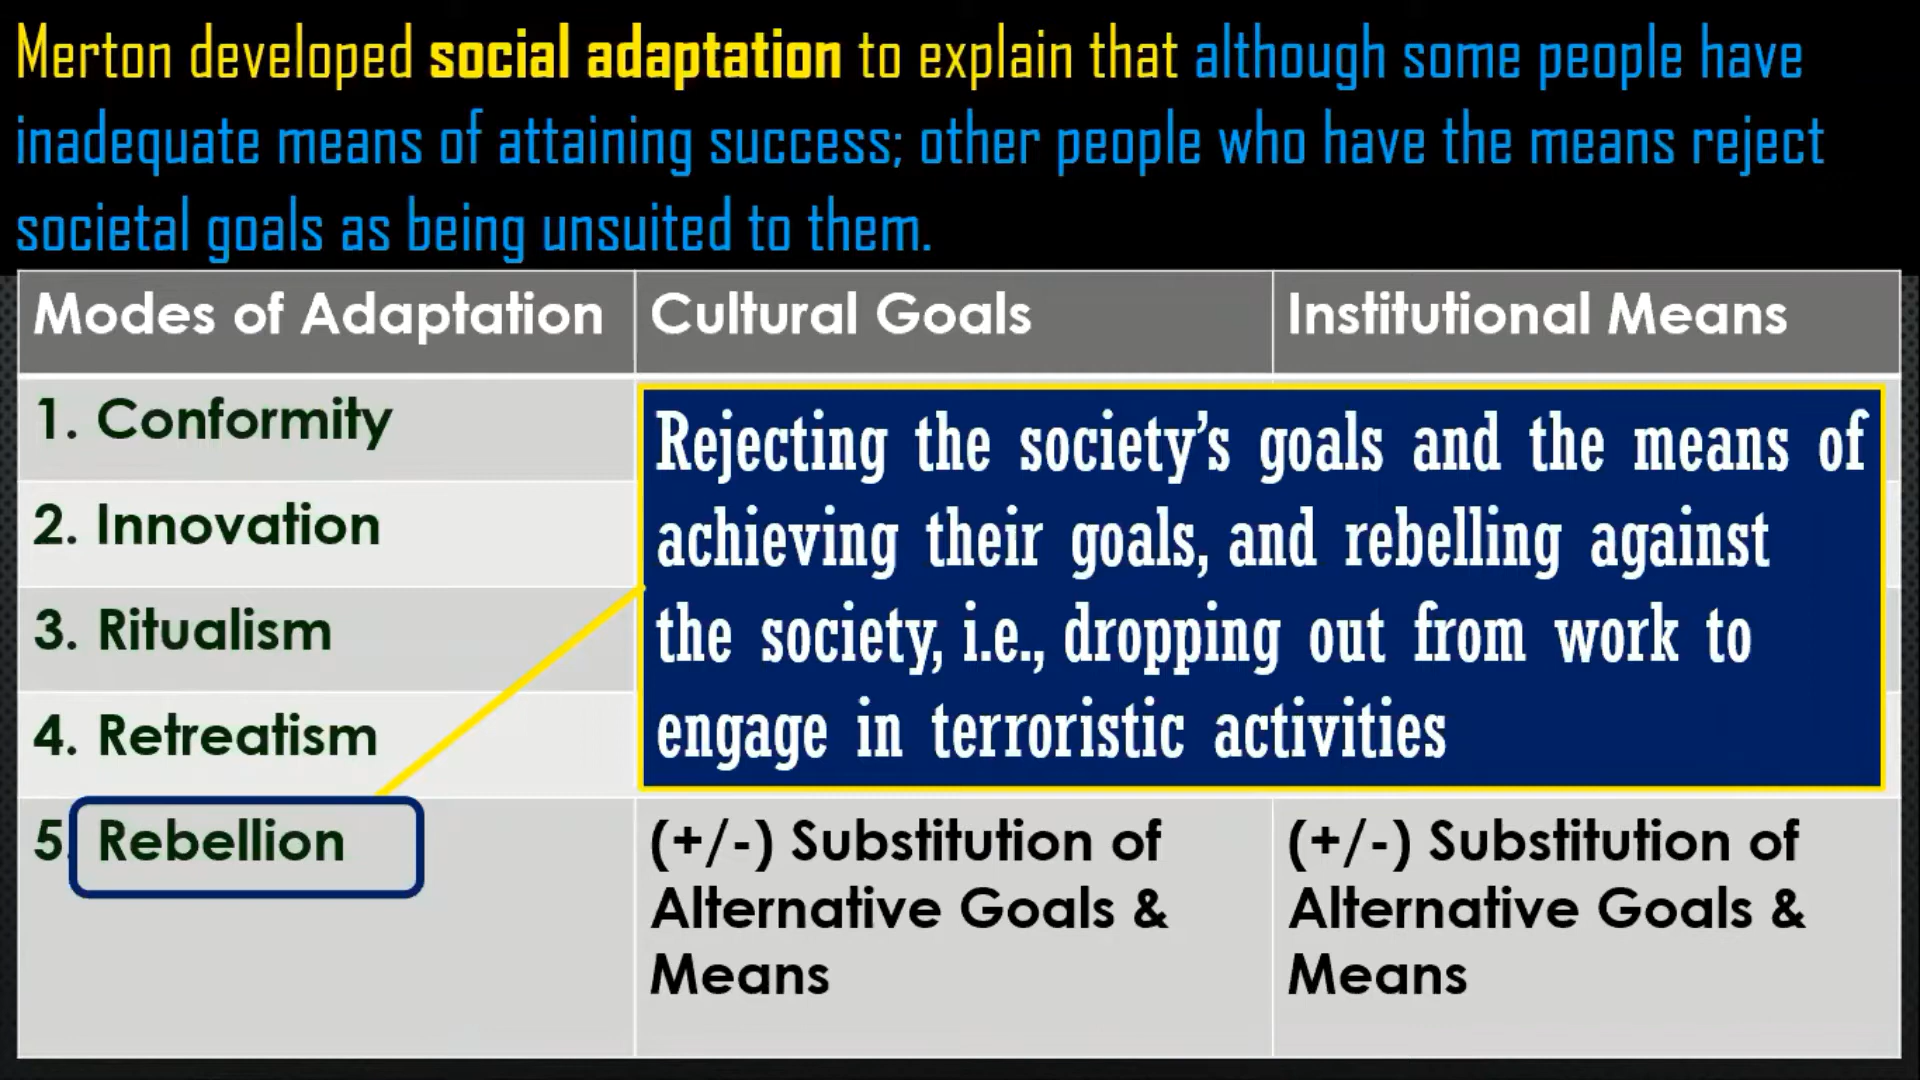 Merton developed social adaptation to explain that although some people have
inadequate means of attaining success; other people who have the means reject
societal goals as being unsuited to them.
Modes of Adaptation
Cultural Goals
Institutional Means
1. Conformity
2. Innovation
3. Ritualism
4. Retreatism
Rejecting the society's goals and the means of
achieving their goals, and rebelling against
the society, i.e., dropping out from work to
engage in terroristic activities
5. Rebellion
(+/-) Substitution of
Alternative Goals &
Means
(+/-) Substitution of
Alternative Goals &
Means